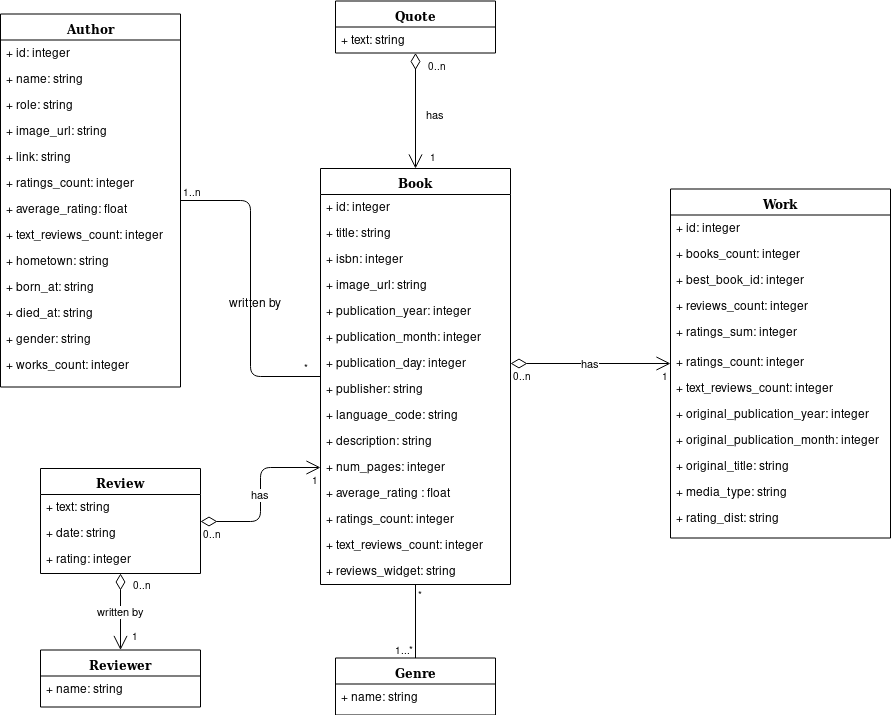 Author
+ id: integer
+ name: string
+ role: string
+ image_url: string
+ link: string
+ ratings_count: integer
+ average_rating: float
+ text_reviews_count: integer
+ hometown: string
+ born_at: string
+ died_at: string
+ gender: string
+ works_count: integer
1..n
written by
*
Quote
+ text: string
0..n
has
1
Book
+ id: integer
+ title: string
+ isbn: integer
+ image_url: string
+ publication_year: integer
+ publication_month: integer
+ publication_day: integer
+ publisher: string
+ language_code: string
+ description: string
+ num_pages: integer
+ average_rating : float
+ ratings_count: integer
+ text_reviews_count: integer
+ reviews_widget: string
0..n
has
1
Work
+ id: integer
+ books_count: integer
+ best_book_id: integer
+ reviews_count: integer
+ ratings_sum: integer
+ ratings_count: integer
+ text_reviews_count: integer
+ original_publication_year: integer
+ original_publication_month: integer
+ original_title: string
+ media_type: string
+ rating_dist: string
Review
+ text: string
+ date: string
+ rating: integer
0..n
has
1
0..n
written by
1
Reviewer
+ name: string
*
1...*
Genre
+ name: string